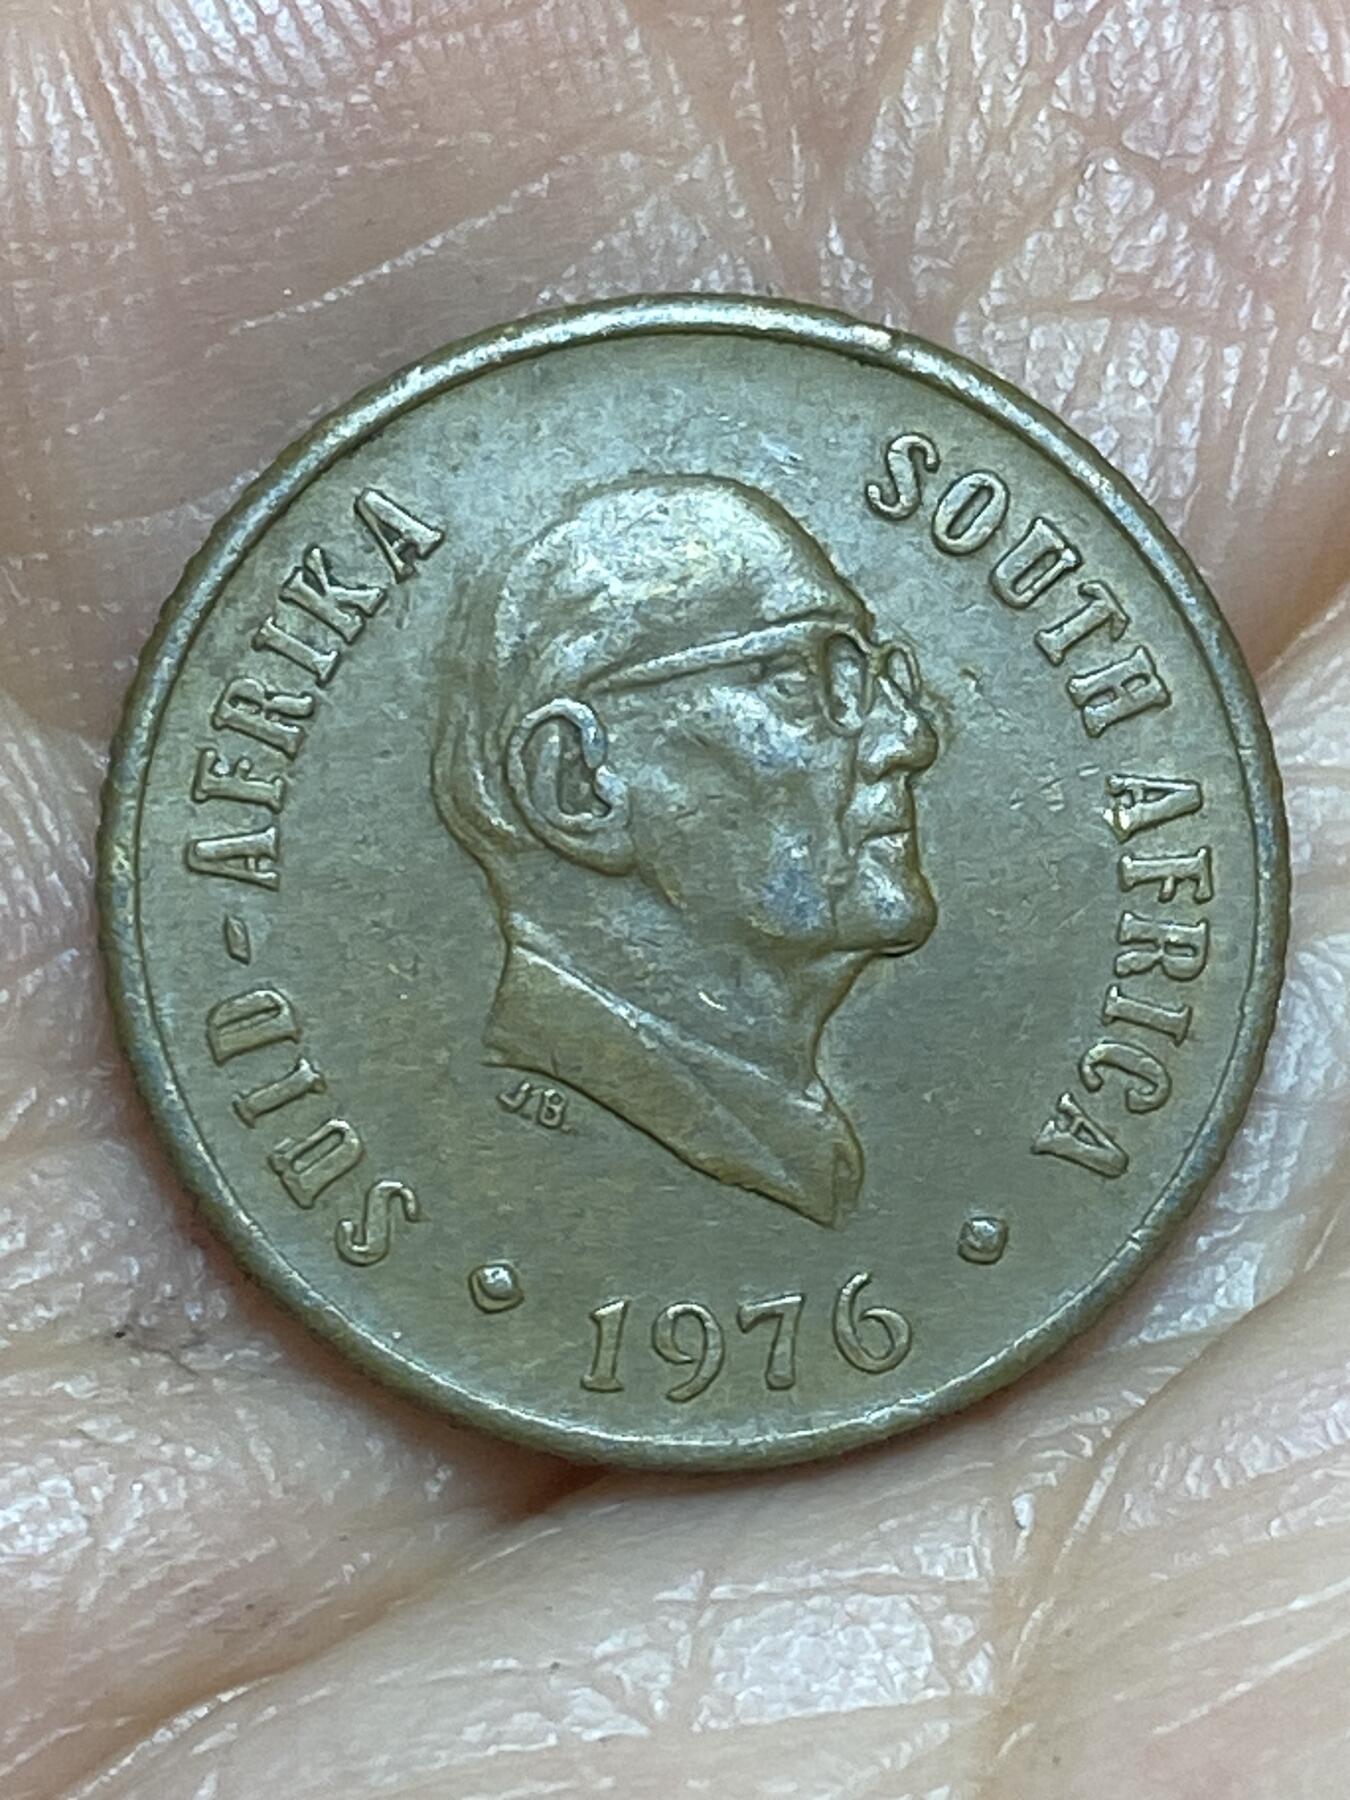 SUID-AFRIKA
SOUTH AFRICA
J.B.
• 1976 •